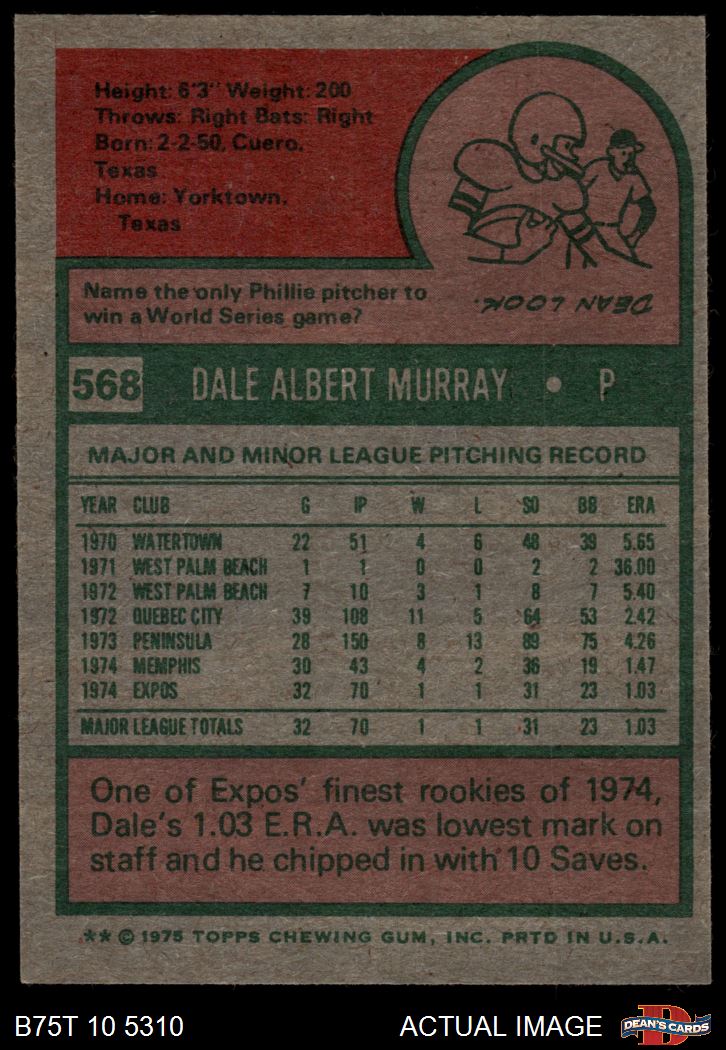 Height: 6'3" Weight: 200
Throws: Right Bats: Right
Born: 2-2-50, Cuero,
Texas
Home: Yorktown,
Texas
Name the only Phillie pitcher to
win a World Series game?
DEAN LOOK.
568 DALE ALBERT MURRAY • P
MAJOR AND MINOR LEAGUE PITCHING RECORD
YEAR CLUB G IP W L SO BB ERA
1970 WATERTOWN 22 51 4 6 48 39 5.65
1971 WEST PALM BEACH 1 1 0 0 2 2 36.00
1972 WEST PALM BEACH 7 10 3 1 8 7 5.40
1972 QUEBEC CITY 39 108 11 5 64 53 2.42
1973 PENINSULA 28 150 8 13 89 75 4.26
1974 MEMPHIS 30 43 4 2 36 19 1.47
1974 EXPOS 32 70 1 1 31 23 1.03
MAJOR LEAGUE TOTALS 32 70 1 1 31 23 1.03
One of Expos' finest rookies of 1974,
Dale's 1.03 E.R.A. was lowest mark on
staff and he chipped in with 10 Saves.
** © 1975 TOPPS CHEWING GUM, INC. PRTD IN U.S.A.
B75T 10 5310 ACTUAL IMAGE
D
DEAN'S CARDS